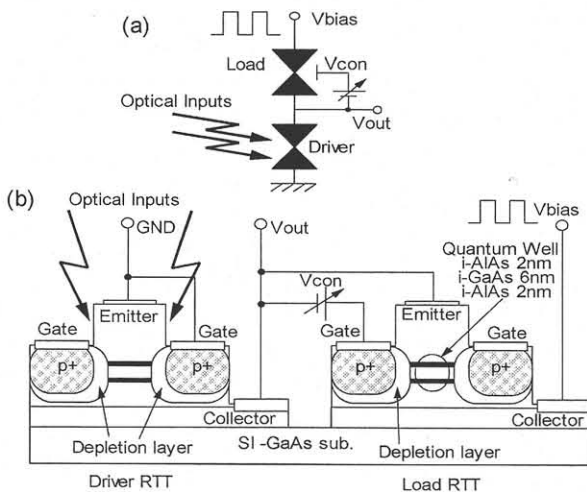 (a)
Vbias
Load
Vcon
Optical Inputs
Vout
Driver
(b)
Optical Inputs
GND
Vout
Vbias
Quantum Well
i-AlAs 2nm
i-GaAs 6nm
i-AlAs 2nm
Vcon
Gate
Emitter
Gate
Gate
Emitter
Gate
p+
p+
p+
p+
Collector
Collector
Depletion layer
SI -GaAs sub.
Depletion layer
Driver RTT
Load RTT